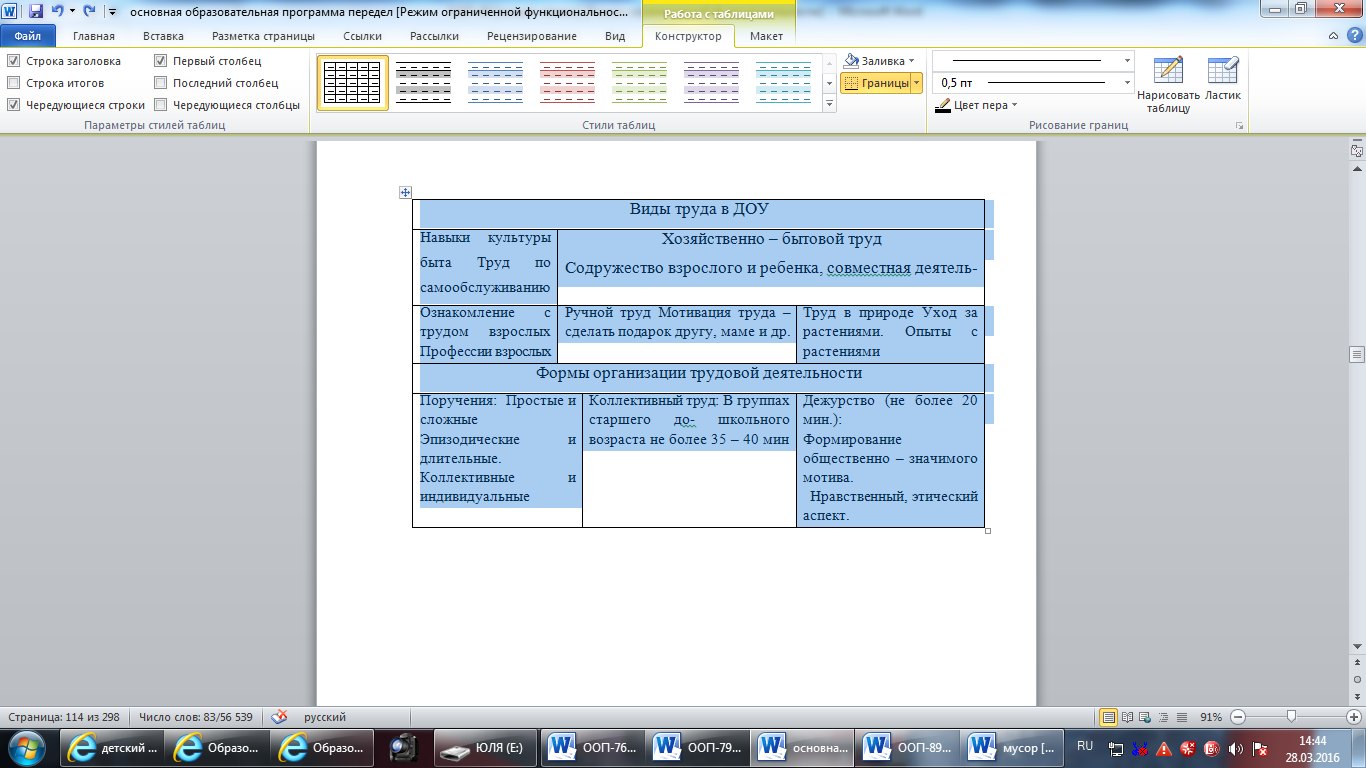 основная образовательная программа передел [Режим ограниченной функциональнос...
Работа с таблицами
Файл
Главная
Вставка
Разметка страницы
Ссылки
Рассылки
Рецензирование
Вид
Конструктор
Макет
Строка заголовка
Первый столбец
Строка итогов
Последний столбец
Чередующиеся строки
Чередующиеся столбцы
Параметры стилей таблиц
Стили таблиц
Заливка
Границы
0,5 пт
Цвет пера
Нарисовать
таблицу
Ластик
Рисование границ
Виды труда в ДОУ
Навыки культуры
быта Труд по
самообслуживанию
Хозяйственно – бытовой труд
Содружество взрослого и ребенка, совместная деятель-
Ознакомление с
трудом взрослых
Профессии взрослых
Ручной труд Мотивация труда –
сделать подарок другу, маме и др.
Труд в природе Уход за
растениями. Опыты с
растениями
Формы организации трудовой деятельности
Поручения: Простые и
сложные
Эпизодические и
длительные.
Коллективные и
индивидуальные
Коллективный труд: В группах
старшего до- школьного
возраста не более 35 – 40 мин
Дежурство (не более 20
мин.):
Формирование
общественно – значимого
мотива.
Нравственный, этический
аспект.
Страница: 114 из 298
Число слов: 83/56 539
русский
91%
детский ...
Образо...
Образо...
ЮЛЯ (E:)
ООП-76...
ООП-79...
основна...
ООП-89...
мусор [...
RU
14:44
28.03.2016